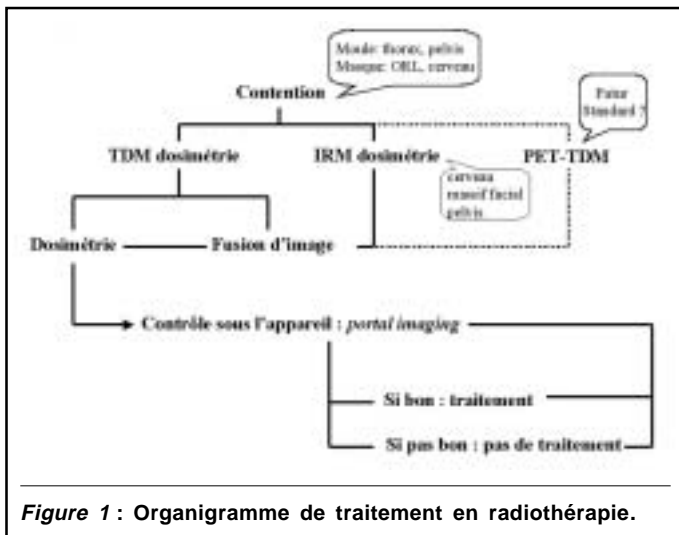 Moule: thorax, pelvis
Masque: ORL, cerveau
Contention
Futur
Standard ?
TDM dosimétrie
IRM dosimétrie
PET-TDM
cerveau
massif facial
pelvis
Dosimétrie
Fusion d'image
Contrôle sous l'appareil : portal imaging
Si bon : traitement
Si pas bon : pas de traitement
Figure 1 : Organigramme de traitement en radiothérapie.